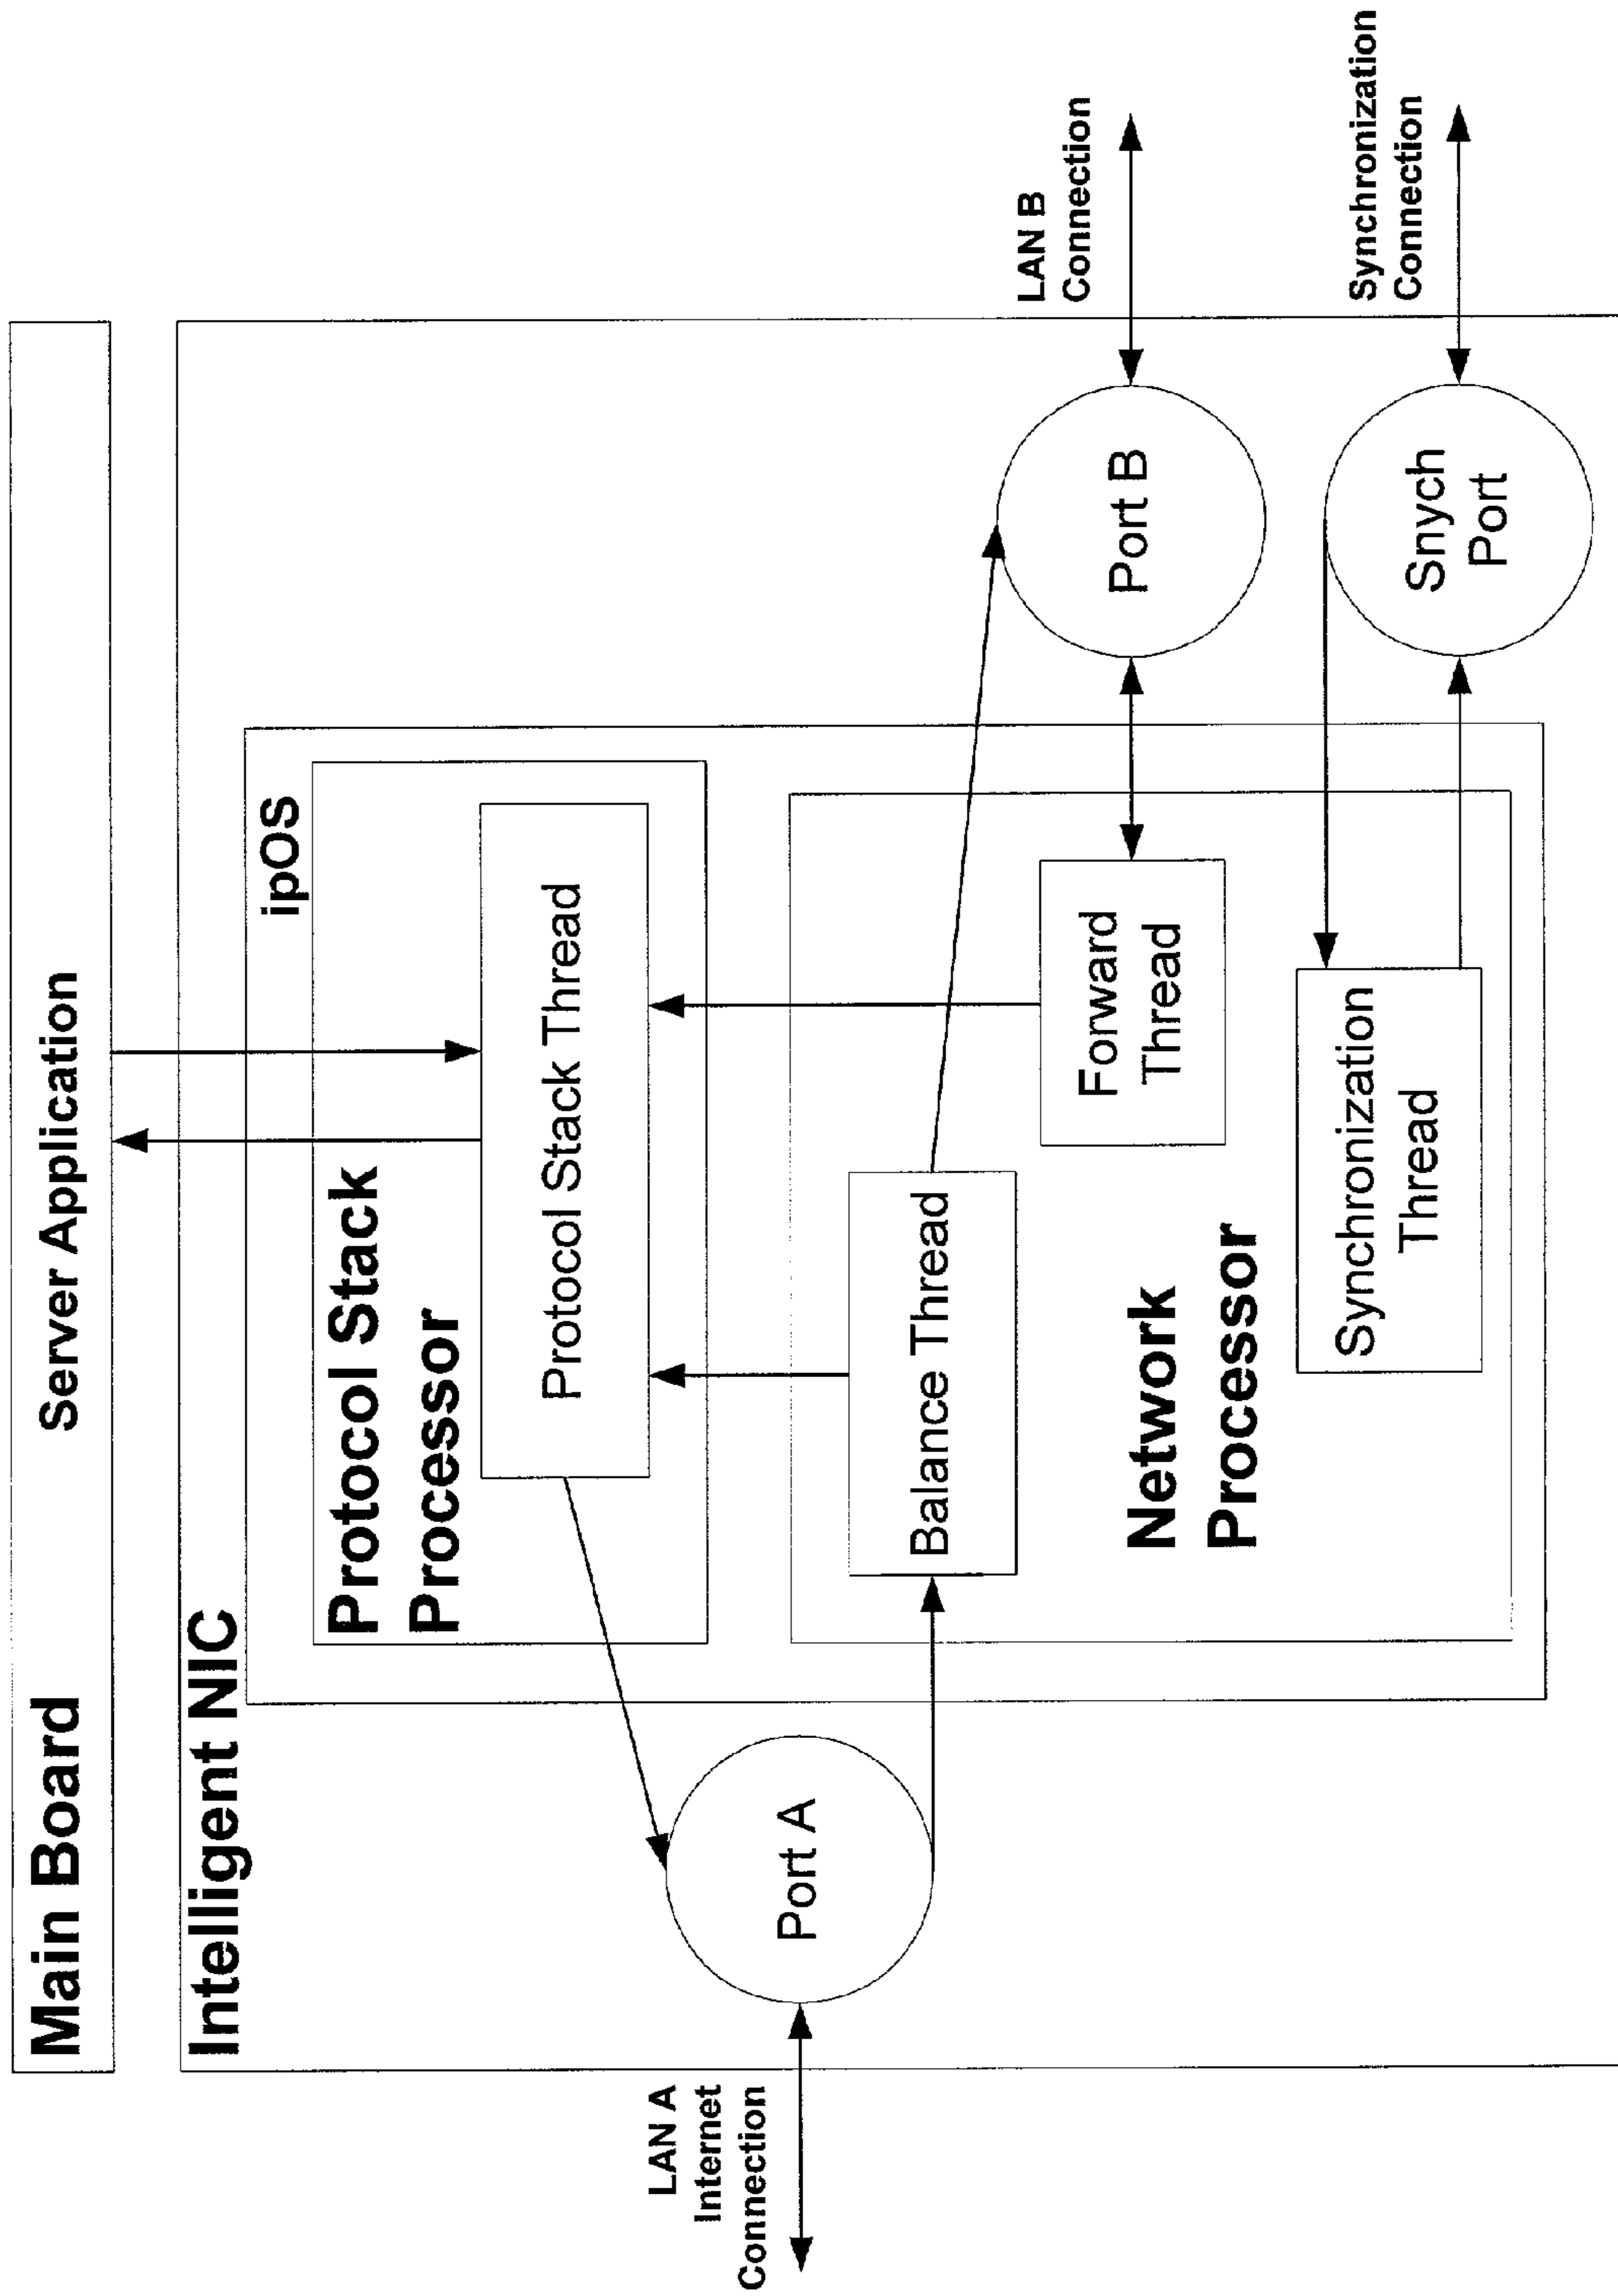 Main Board
Server Application
Intelligent NIC
ipOS
Protocol Stack
Processor
Protocol Stack Thread
LAN A
Internet
Connection
Port A
Balance Thread
Network
Processor
Forward
Thread
Synchronization
Thread
Port B
LAN B
Connection
Snych
Port
Synchronization
Connection